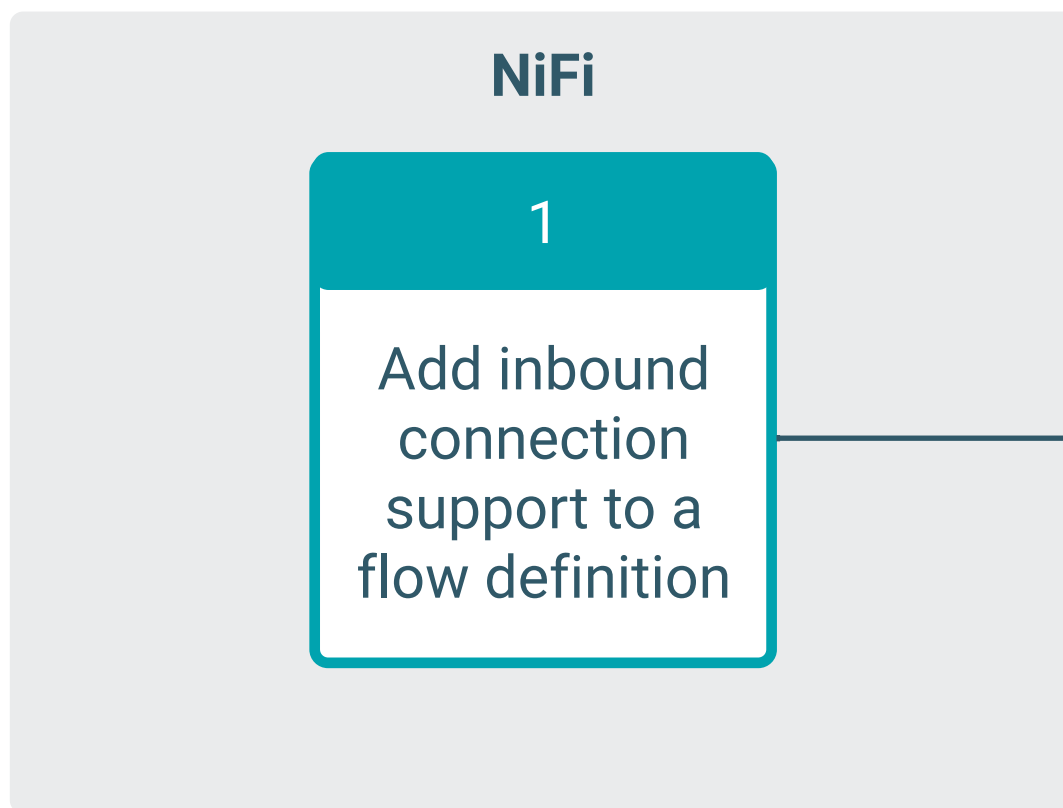 NiFi
1
Add inbound
connection
support to a
flow definition